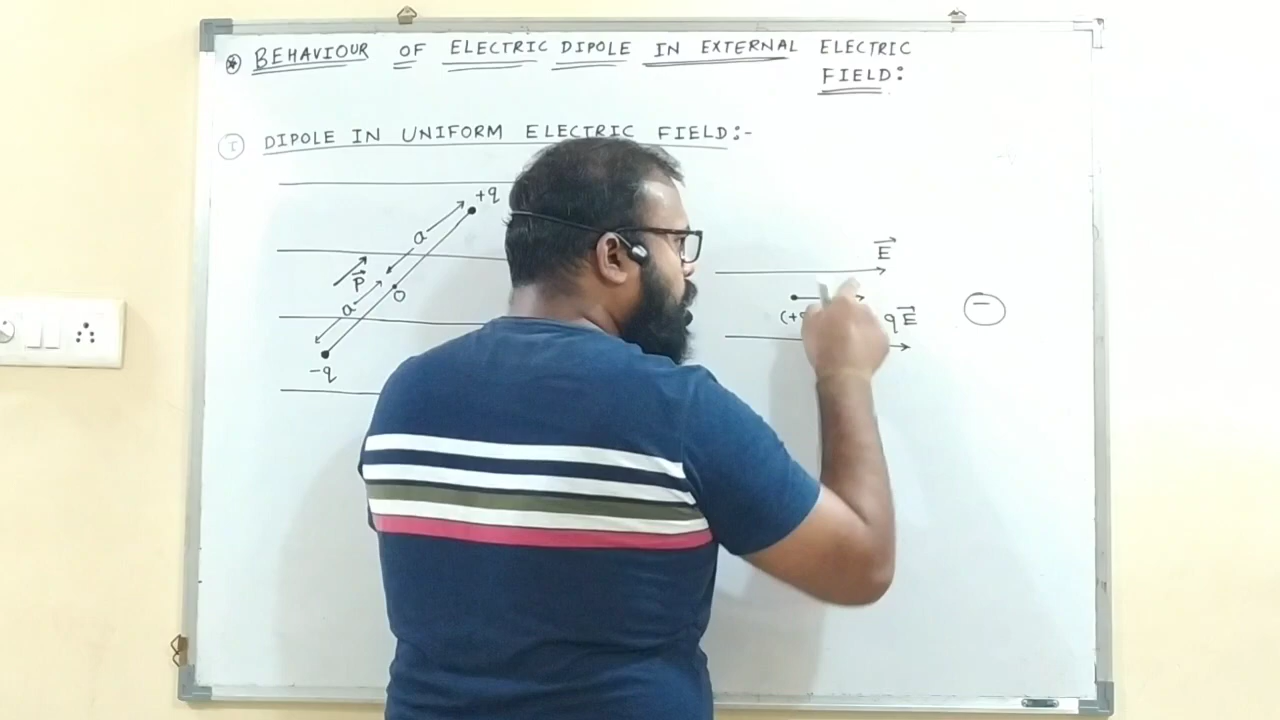 * BEHAVIOUR OF ELECTRIC DIPOLE IN EXTERNAL ELECTRIC
FIELD:
I DIPOLE IN UNIFORM ELECTRIC FIELD:-
+q
a
P
O
a
-q
E
(+
qE
−